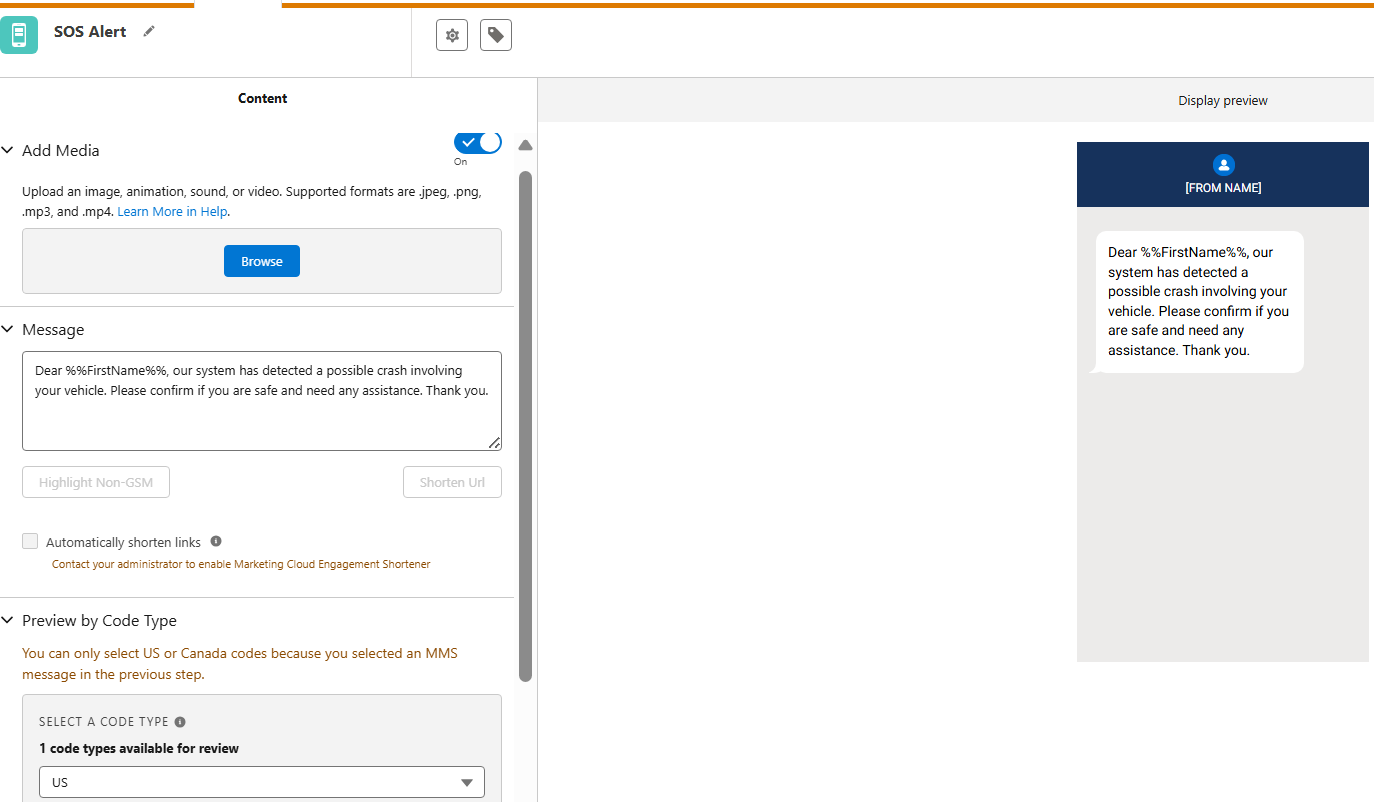 SOS Alert
Content
Display preview
Add Media
On
Upload an image, animation, sound, or video. Supported formats are .jpeg, .png,
.mp3, and .mp4. Learn More in Help.
Browse
Message
Dear %%FirstName%%, our system has detected a possible crash involving
your vehicle. Please confirm if you are safe and need any assistance. Thank you.
Highlight Non-GSM
Shorten Url
Automatically shorten links
Contact your administrator to enable Marketing Cloud Engagement Shortener
Preview by Code Type
You can only select US or Canada codes because you selected an MMS
message in the previous step.
SELECT A CODE TYPE
1 code types available for review
US
[FROM NAME]
Dear %%FirstName%%, our
system has detected a
possible crash involving your
vehicle. Please confirm if you
are safe and need any
assistance. Thank you.